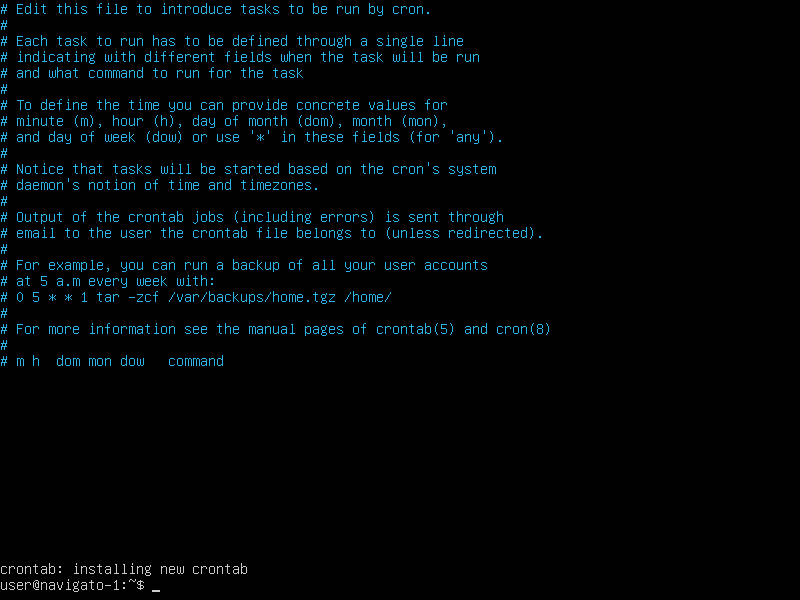 # Edit this file to introduce tasks to be run by cron.
#
# Each task to run has to be defined through a single line
# indicating with different fields when the task will be run
# and what command to run for the task
#
# To define the time you can provide concrete values for
# minute (m), hour (h), day of month (dom), month (mon),
# and day of week (dow) or use '*' in these fields (for 'any').
#
# Notice that tasks will be started based on the cron's system
# daemon's notion of time and timezones.
#
# Output of the crontab jobs (including errors) is sent through
# email to the user the crontab file belongs to (unless redirected).
#
# For example, you can run a backup of all your user accounts
# at 5 a.m every week with:
# 0 5 * * 1 tar -zcf /var/backups/home.tgz /home/
#
# For more information see the manual pages of crontab(5) and cron(8)
#
# m h  dom mon dow   command
crontab: installing new crontab
user@navigato-1:~$ _